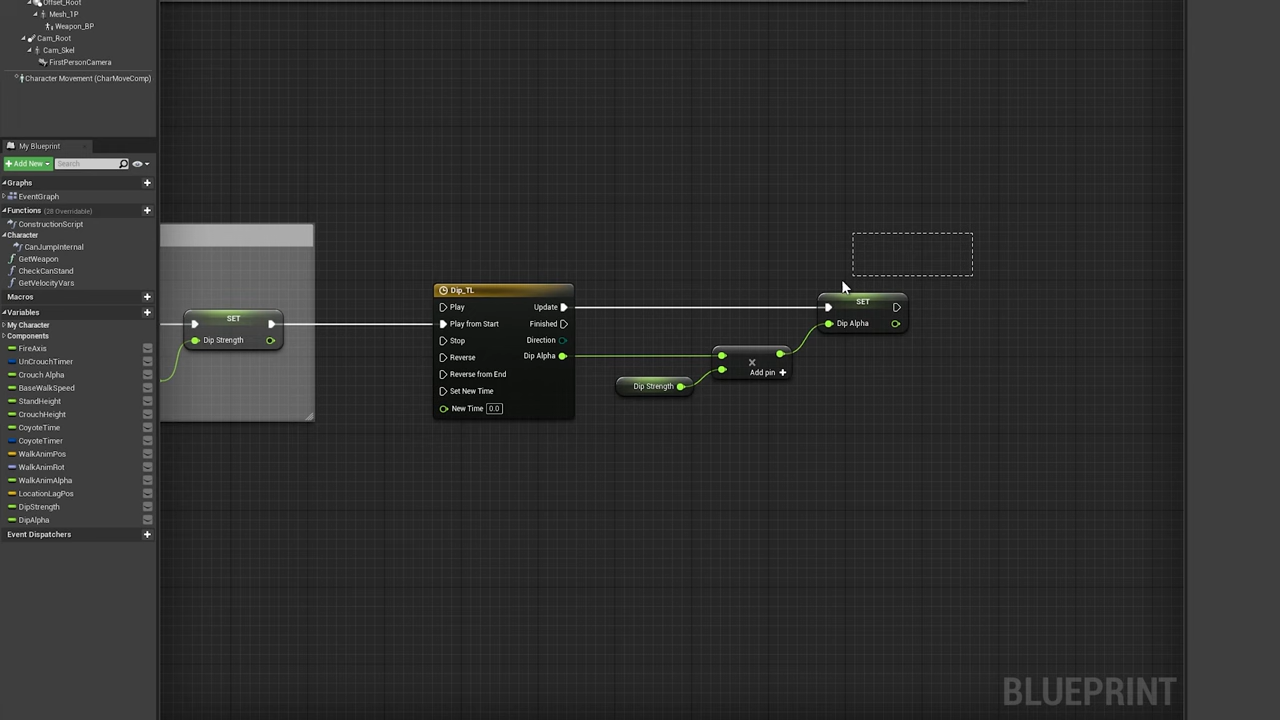 Offset_Root
Mesh_1P
Weapon_BP
Cam_Root
Cam_Skel
FirstPersonCamera
Character Movement (CharMoveComp)
My Blueprint
Add New
Search
Graphs
EventGraph
Functions (28 Overridable)
ConstructionScript
Character
CanJumpInternal
GetWeapon
CheckCanStand
GetVelocityVars
Macros
Variables
My Character
Components
FireAxis
UnCrouchTimer
Crouch Alpha
BaseWalkSpeed
StandHeight
CrouchHeight
CoyoteTime
CoyoteTimer
WalkAnimPos
WalkAnimRot
WalkAnimAlpha
LocationLagPos
DipStrength
DipAlpha
Event Dispatchers
SET
Dip Strength
Dip_TL
Play
Update
Play from Start
Finished
Stop
Direction
Reverse
Dip Alpha
Reverse from End
Set New Time
New Time 0.0
Dip Strength
Add pin
SET
Dip Alpha
BLUEPRINT